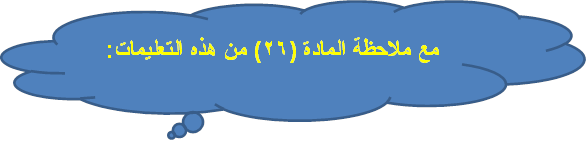 مع ملاحظة المادة (٢٦) من هذه التعليمات: